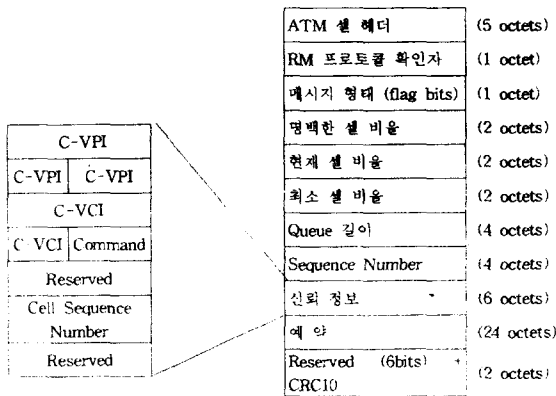 C-VPI
C-VPI C-VPI
C-VCI
C-VCI Command
Reserved
Cell Sequence
Number
Reserved
ATM 셀 헤더 (5 octets)
RM 프로토콜 확인자 (1 octet)
메시지 형태 (flag bits) (1 octet)
명백한 셀 비율 (2 octets)
현재 셀 비율 (2 octets)
최소 셀 비율 (2 octets)
Queue 길이 (4 octets)
Sequence Number (4 octets)
신뢰 정보 (6 octets)
예 약 (24 octets)
Reserved (6bits) +
CRC10 (2 octets)